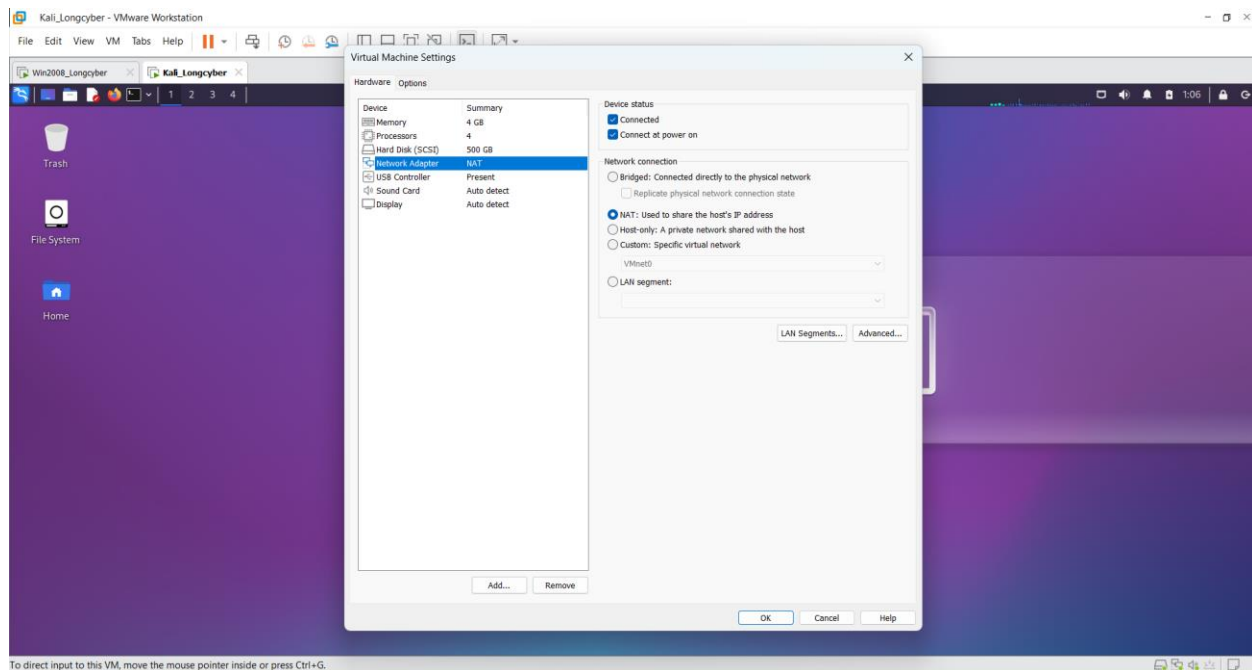 Kali_Longcyber - VMware Workstation
File Edit View VM Tabs Help
Win2008_Longcyber
Kali_Longcyber
1 2 3 4
1:06
Trash
File System
Home
Virtual Machine Settings
Hardware Options
Device Summary
Memory 4 GB
Processors 4
Hard Disk (SCSI) 500 GB
Network Adapter NAT
USB Controller Present
Sound Card Auto detect
Display Auto detect
Add... Remove
Device status
Connected
Connect at power on
Network connection
Bridged: Connected directly to the physical network
Replicate physical network connection state
NAT: Used to share the host's IP address
Host-only: A private network shared with the host
Custom: Specific virtual network
VMnet0
LAN segment:
LAN Segments... Advanced...
OK Cancel Help
To direct input to this VM, move the mouse pointer inside or press Ctrl+G.